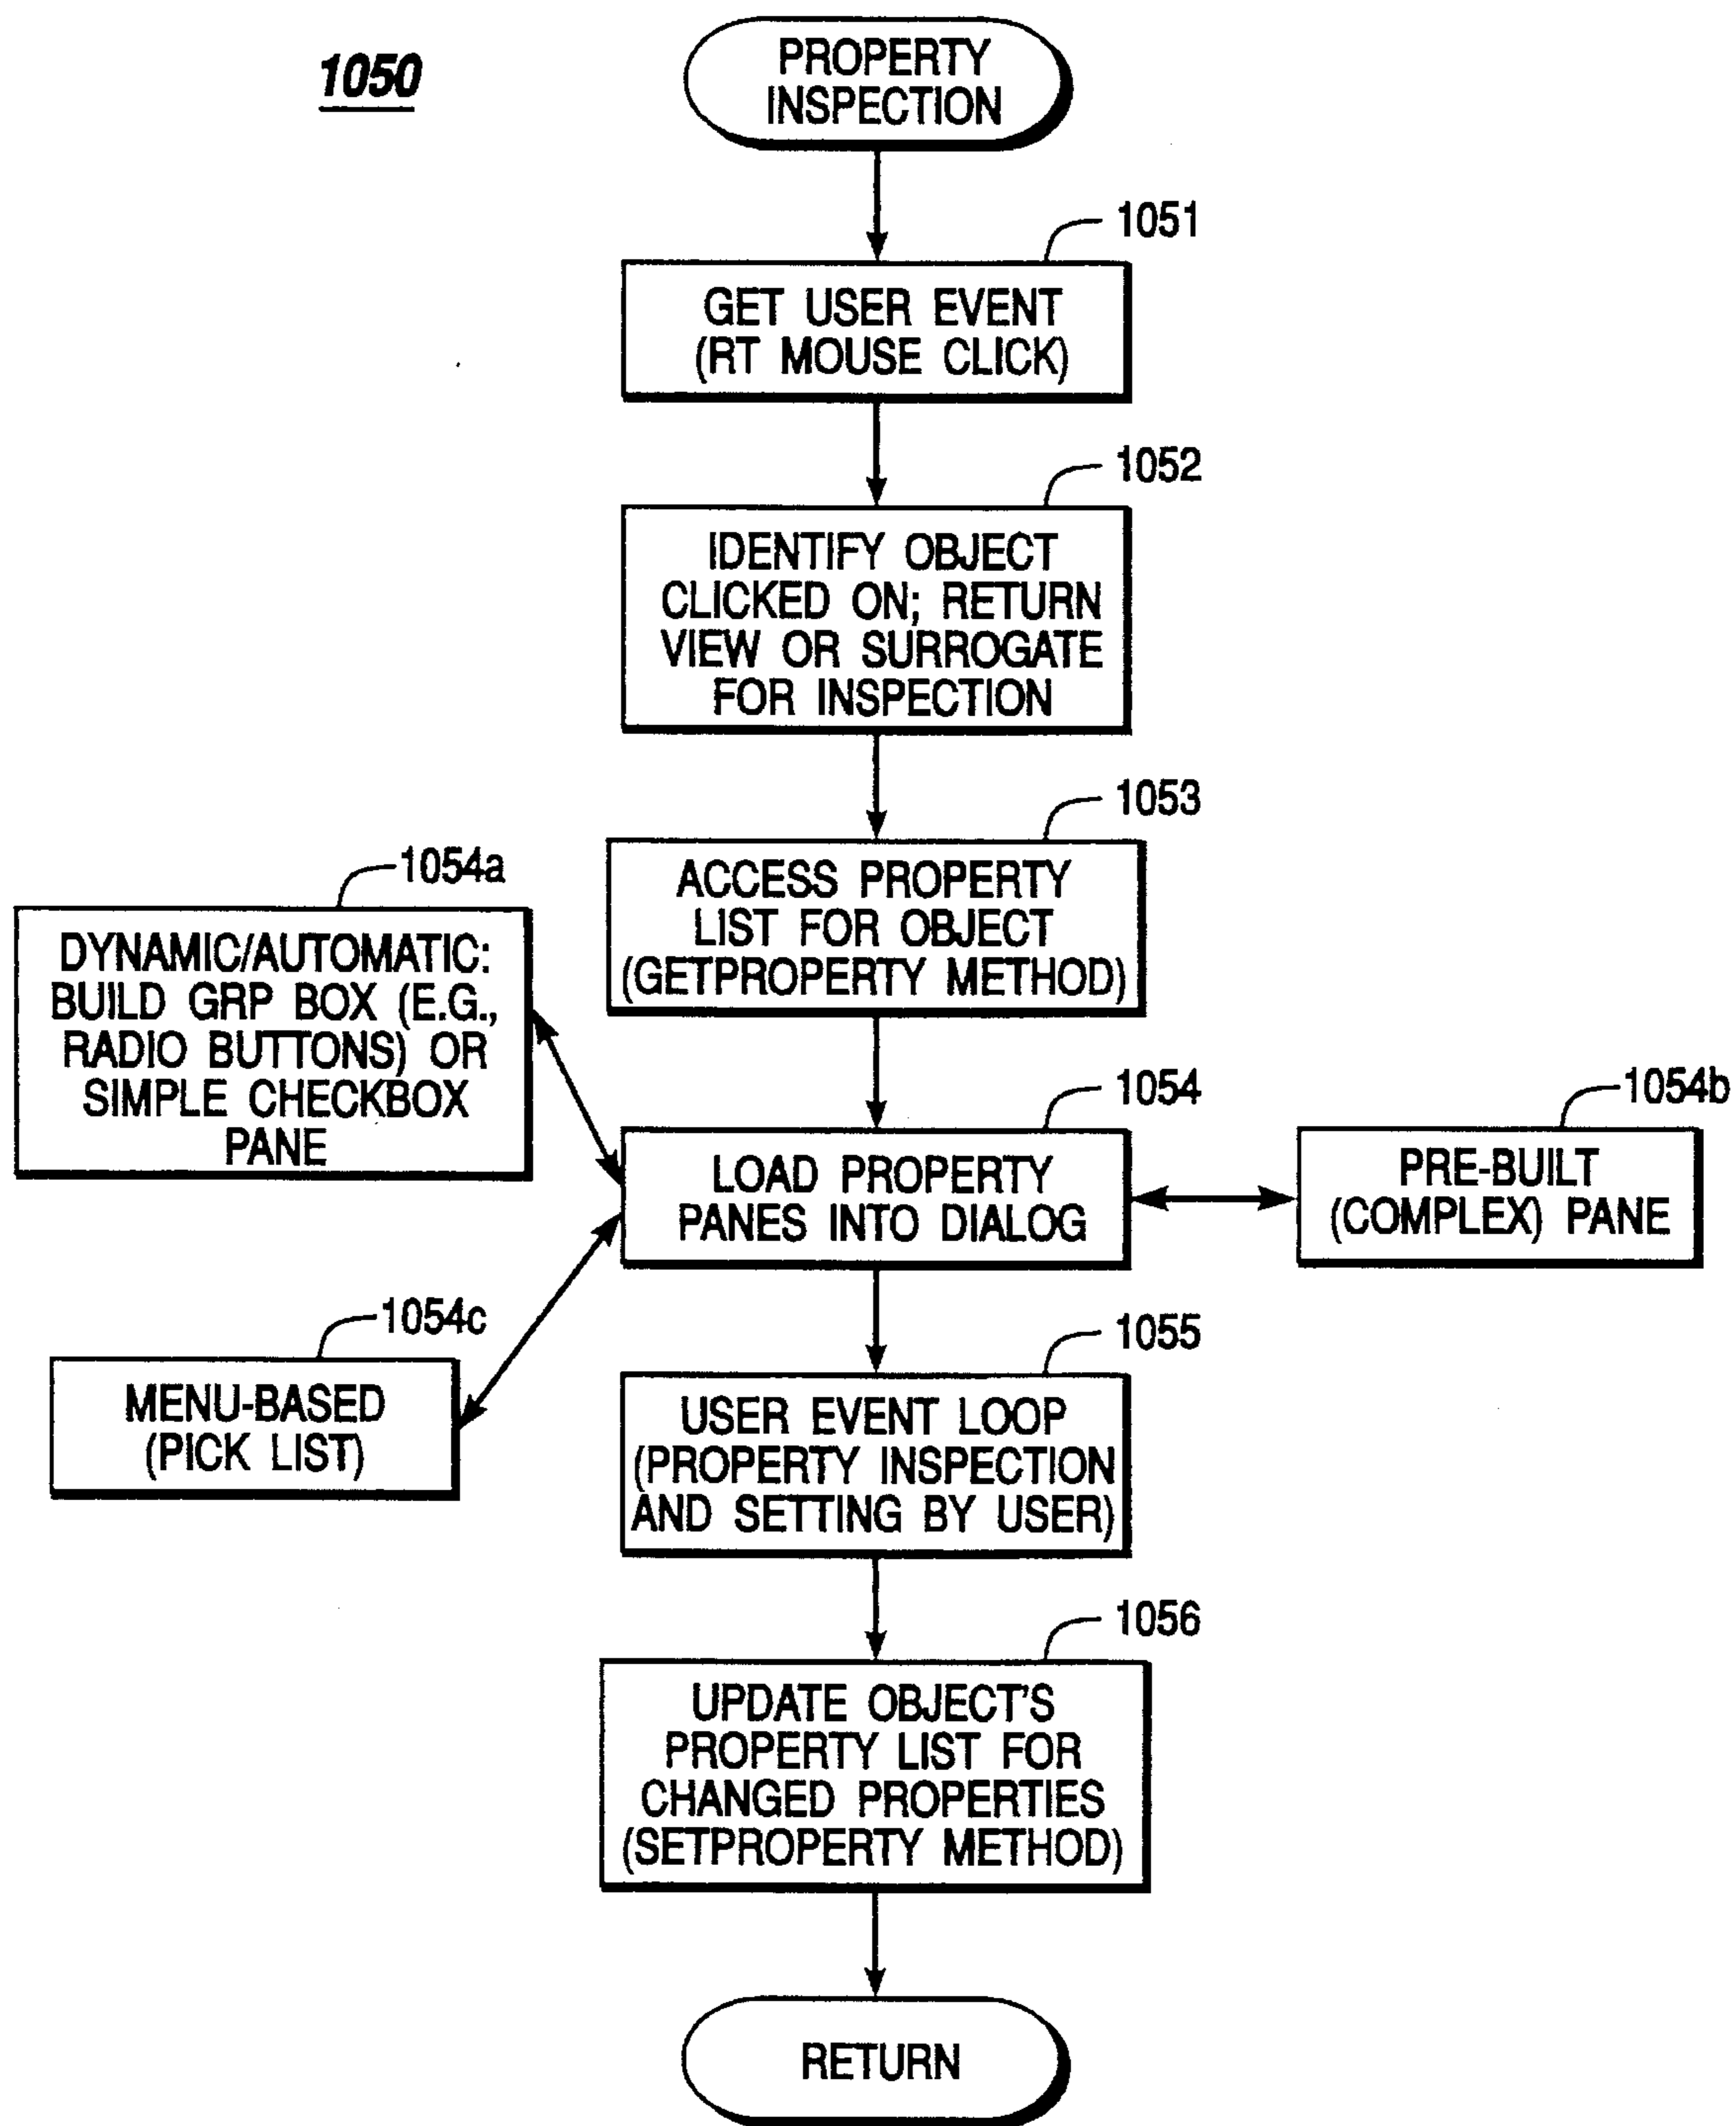 1050
PROPERTY
INSPECTION
1051
GET USER EVENT
(RT MOUSE CLICK)
1052
IDENTIFY OBJECT
CLICKED ON; RETURN
VIEW OR SURROGATE
FOR INSPECTION
1053
ACCESS PROPERTY
LIST FOR OBJECT
(GETPROPERTY METHOD)
1054a
DYNAMIC/AUTOMATIC:
BUILD GRP BOX (E.G.,
RADIO BUTTONS) OR
SIMPLE CHECKBOX
PANE
1054
LOAD PROPERTY
PANES INTO DIALOG
1054b
PRE-BUILT
(COMPLEX) PANE
1054c
MENU-BASED
(PICK LIST)
1055
USER EVENT LOOP
(PROPERTY INSPECTION
AND SETTING BY USER)
1056
UPDATE OBJECT'S
PROPERTY LIST FOR
CHANGED PROPERTIES
(SETPROPERTY METHOD)
RETURN